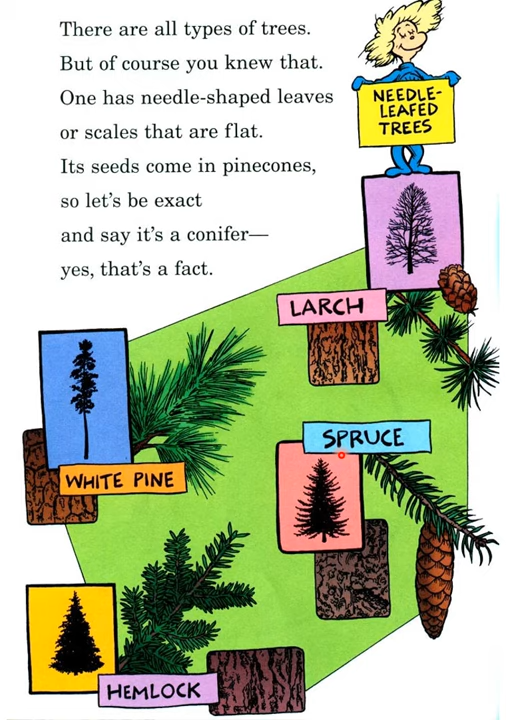 There are all types of trees.
But of course you knew that.
One has needle-shaped leaves
or scales that are flat.
Its seeds come in pinecones,
so let's be exact
and say it's a conifer—
yes, that's a fact.
NEEDLE-
LEAFED
TREES
LARCH
SPRUCE
WHITE PINE
HEMLOCK